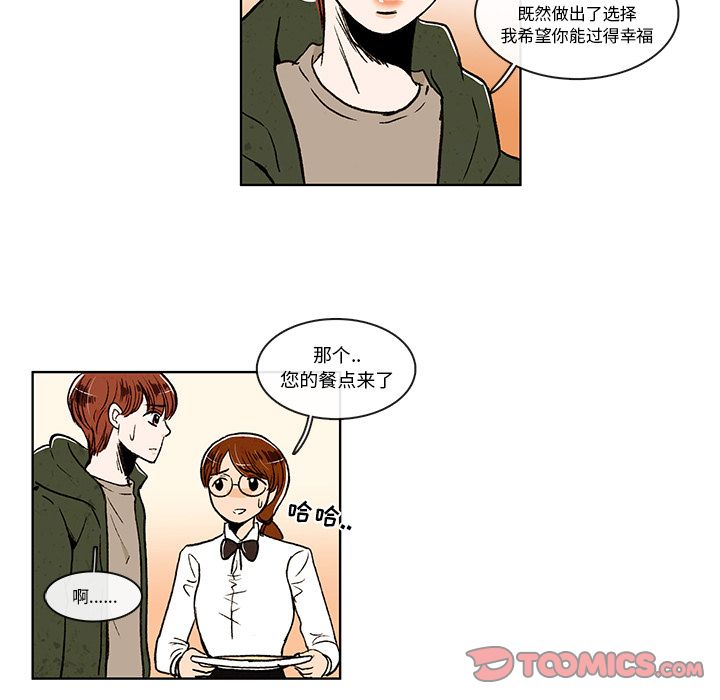 既然做出了选择
我希望你能过得幸福
那个..
您的餐点来了
哈哈..
啊......
TOOMICS.COM